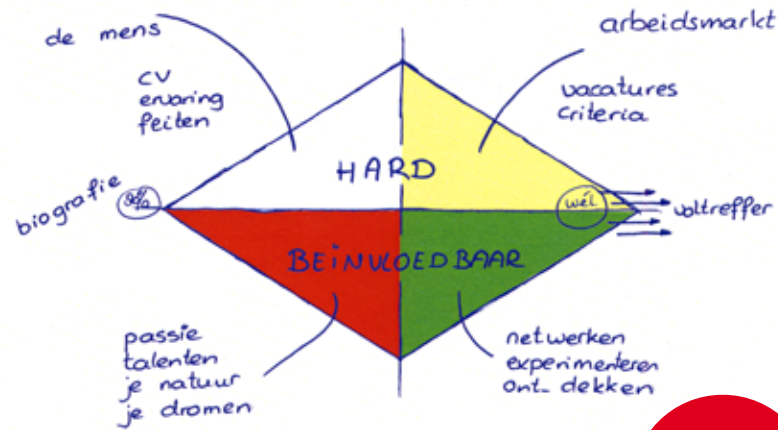 de mens
arbeidsmarkt
CV
ervaring
feiten
vacatures
criteria
HARD
biografie
wél
voltreffer
BEÏNVLOEDBAAR
passie
talenten
je natuur
je dromen
netwerken
experimenteren
ont-dekken